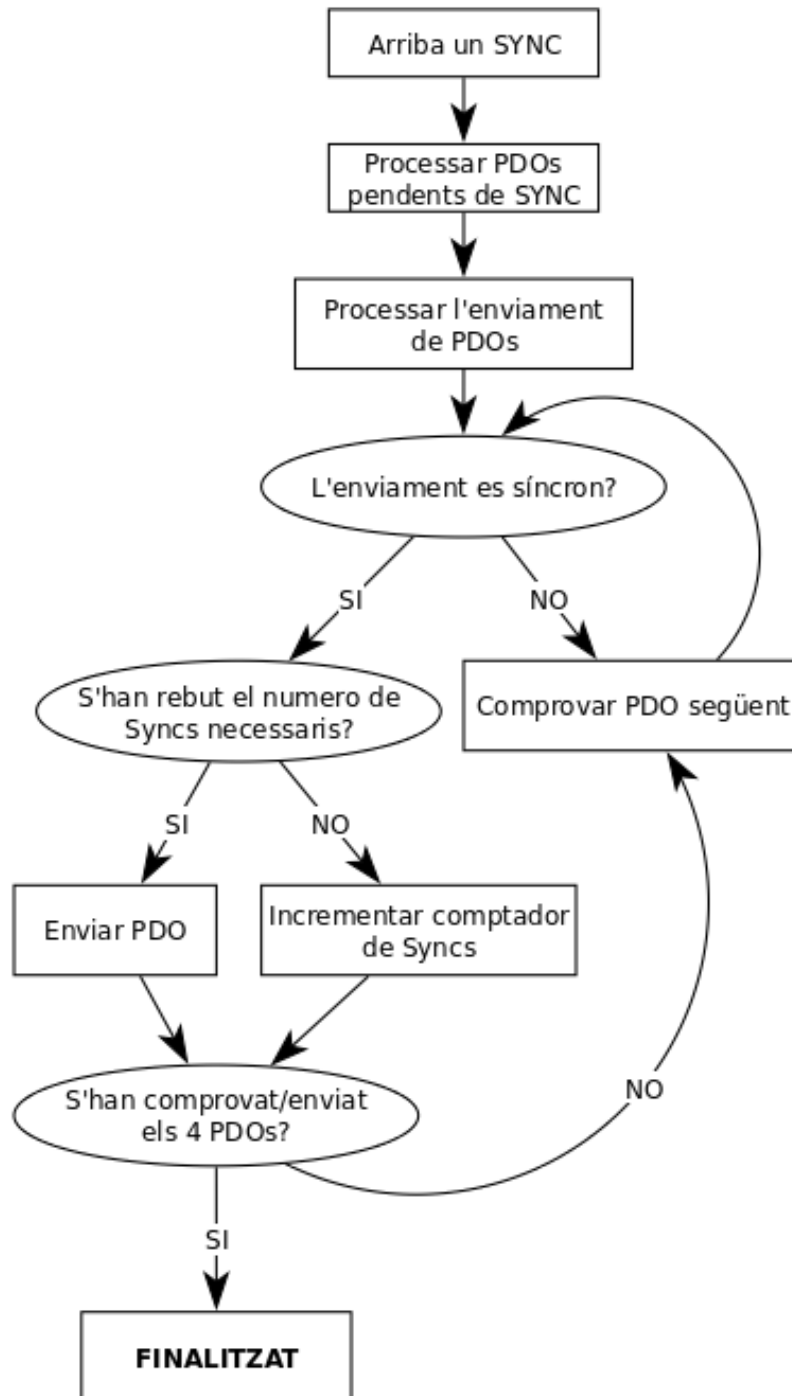 Arriba un SYNC
Processar PDOs
pendents de SYNC
Processar l'enviament
de PDOs
L'enviament es síncron?
SI
NO
S'han rebut el numero de
Syncs necessaris?
Comprovar PDO següent
SI
NO
Enviar PDO
Incrementar comptador
de Syncs
S'han comprovat/enviat
els 4 PDOs?
NO
SI
FINALITZAT